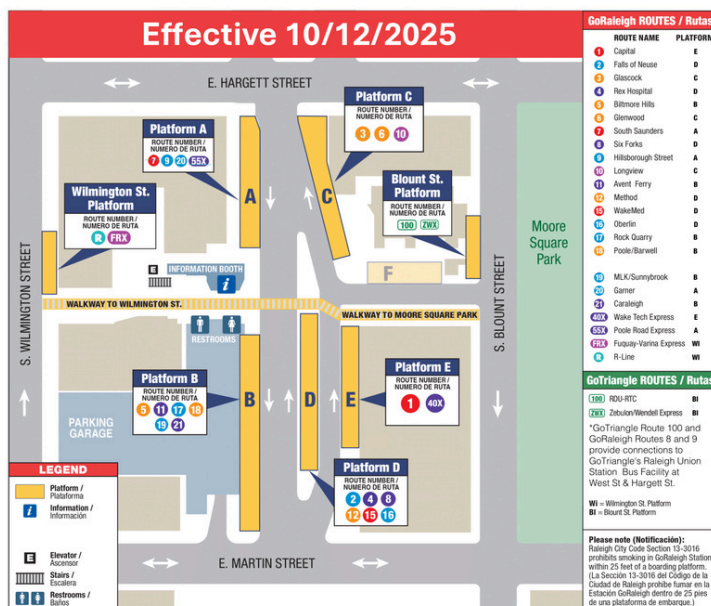 Effective 10/12/2025
E. HARGETT STREET
Platform A
ROUTE NUMBER /
NUMERO DE RUTA
7 9 20 55X
Platform C
ROUTE NUMBER /
NUMERO DE RUTA
3 6 10
Wilmington St.
Platform
ROUTE NUMBER /
NUMERO DE RUTA
R FRX
Blount St.
Platform
ROUTE NUMBER /
NUMERO DE RUTA
100 ZWX
A
C
F
Moore
Square
Park
E
INFORMATION BOOTH
i
S. WILMINGTON STREET
S. BLOUNT STREET
WALKWAY TO WILMINGTON ST.
WALKWAY TO MOORE SQUARE PARK
RESTROOMS
Platform B
ROUTE NUMBER /
NUMERO DE RUTA
5 11 17 18
19 21
B
D
E
Platform E
ROUTE NUMBER /
NUMERO DE RUTA
1 40X
PARKING
GARAGE
Platform D
ROUTE NUMBER /
NUMERO DE RUTA
2 4 8
12 15 16
E. MARTIN STREET
LEGEND
Platform /
Plataforma
i Information /
Información
E Elevator /
Ascensor
Stairs /
Escalera
Restrooms /
Baños
GoRaleigh ROUTES / Rutas
ROUTE NAME PLATFORM
1 Capital E
2 Falls of Neuse D
3 Glascock C
4 Rex Hospital D
5 Biltmore Hills B
6 Glenwood C
7 South Saunders A
8 Six Forks D
9 Hillsborough Street A
10 Longview C
11 Avent Ferry B
12 Method D
15 WakeMed D
16 Oberlin D
17 Rock Quarry B
18 Poole/Barwell B
19 MLK/Sunnybrook B
20 Garner A
21 Caraleigh B
40X Wake Tech Express E
55X Poole Road Express A
FRX Fuquay-Varina Express WI
R R-Line WI
GoTriangle ROUTES / Rutas
100 RDU-RTC BI
ZWX Zebulon/Wendell Express BI
*GoTriangle Route 100 and
GoRaleigh Routes 8 and 9
provide connections to
GoTriangle's Raleigh Union
Station Bus Facility at
West St & Hargett St.
Wi = Wilmington St. Platform
BI = Blount St. Platform
Please note (Notificación):
Raleigh City Code Section 13-3016
prohibits smoking in GoRaleigh Station
within 25 feet of a boarding platform.
(La Sección 13-3016 del Código de la
Ciudad de Raleigh prohíbe fumar en la
Estación GoRaleigh dentro de 25 pies
de una plataforma de embarque.)